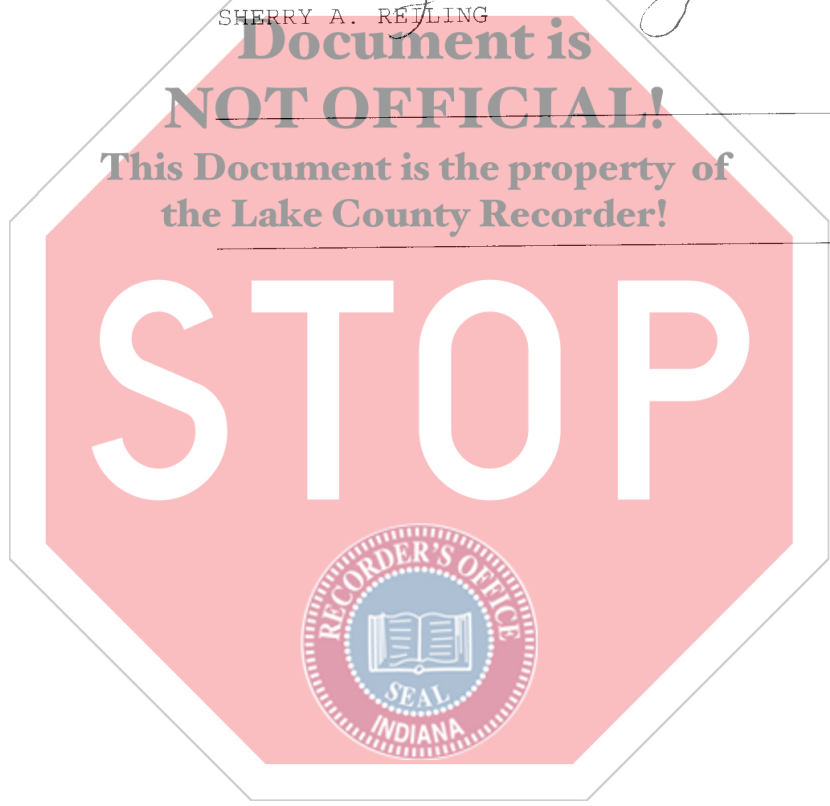 SHERRY A. REILING
Document is
NOT OFFICIAL!
This Document is the property of
the Lake County Recorder!
STOP
RECORDER'S OFFICE
SEAL
INDIANA